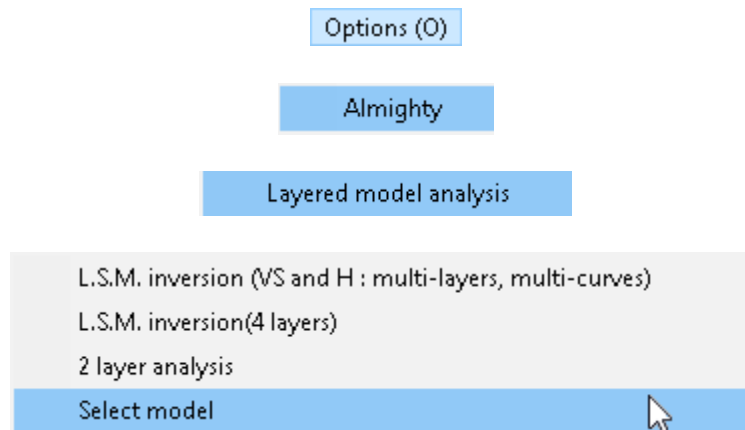 Options (O)
Almighty
Layered model analysis
L.S.M. inversion (VS and H : multi-layers, multi-curves)
L.S.M. inversion(4 layers)
2 layer analysis
Select model